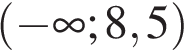 (−∞; 8, 5)